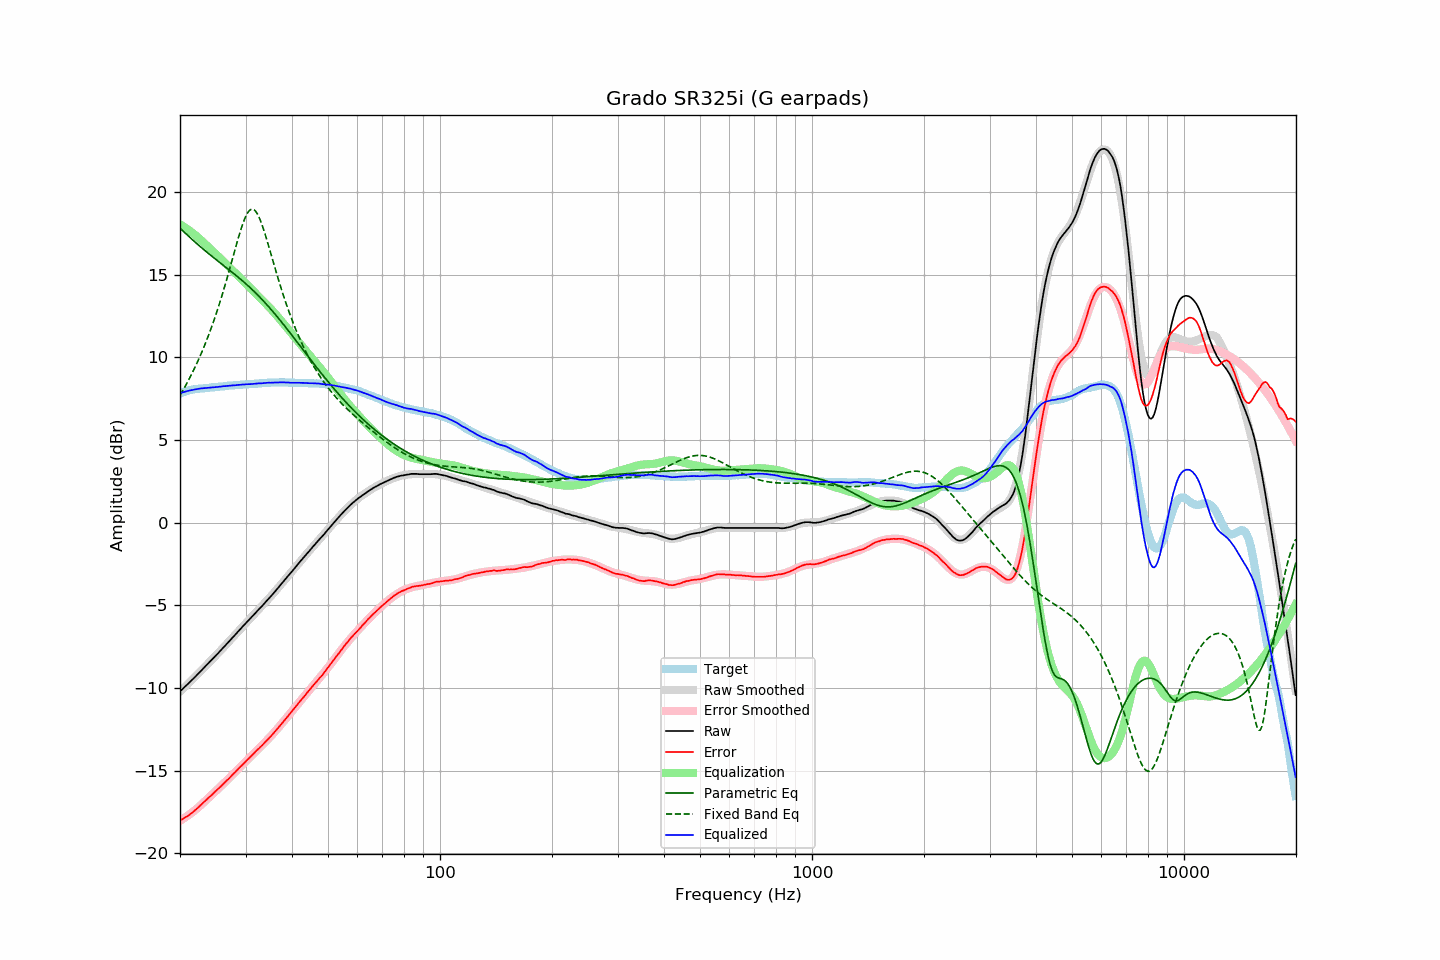 Grado SR325i (G earpads)
Amplitude (dBr)
20
15
10
5
0
−5
−10
−15
−20
Target
Raw Smoothed
Error Smoothed
Raw
Error
Equalization
Parametric Eq
Fixed Band Eq
Equalized
100
1000
10000
Frequency (Hz)